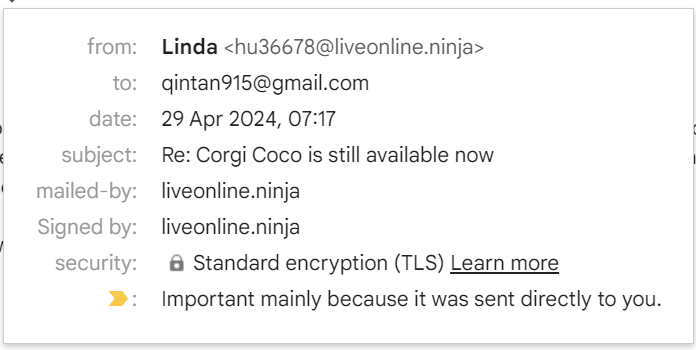 from: Linda <hu36678@liveonline.ninja>
to: qintan915@gmail.com
date: 29 Apr 2024, 07:17
subject: Re: Corgi Coco is still available now
mailed-by: liveonline.ninja
Signed by: liveonline.ninja
security: Standard encryption (TLS) Learn more
: Important mainly because it was sent directly to you.